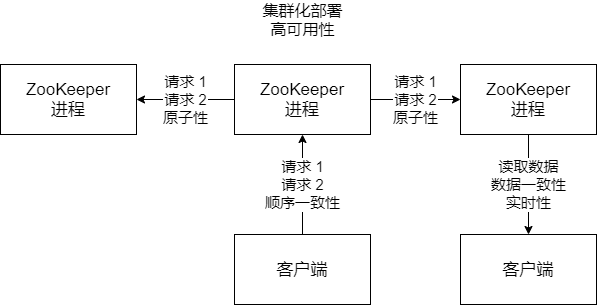 集群化部署
高可用性
ZooKeeper
进程
请求 1
请求 2
原子性
ZooKeeper
进程
请求 1
请求 2
原子性
ZooKeeper
进程
请求 1
请求 2
顺序一致性
读取数据
数据一致性
实时性
客户端
客户端